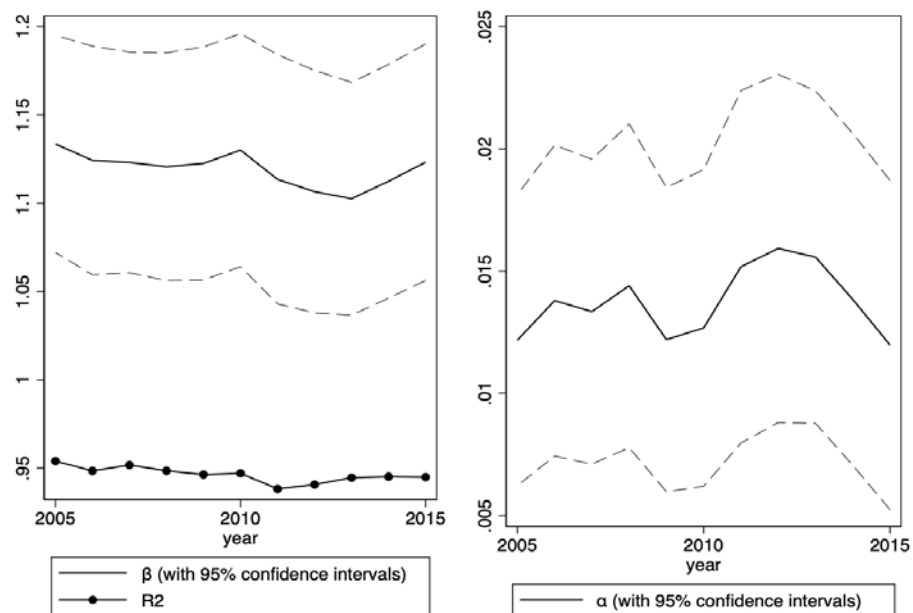 1.2
1.15
1.1
1.05
1
.95
2005 2010 2015
year
β (with 95% confidence intervals)
R2
.025
.02
.015
.01
.005
2005 2010 2015
year
α (with 95% confidence intervals)